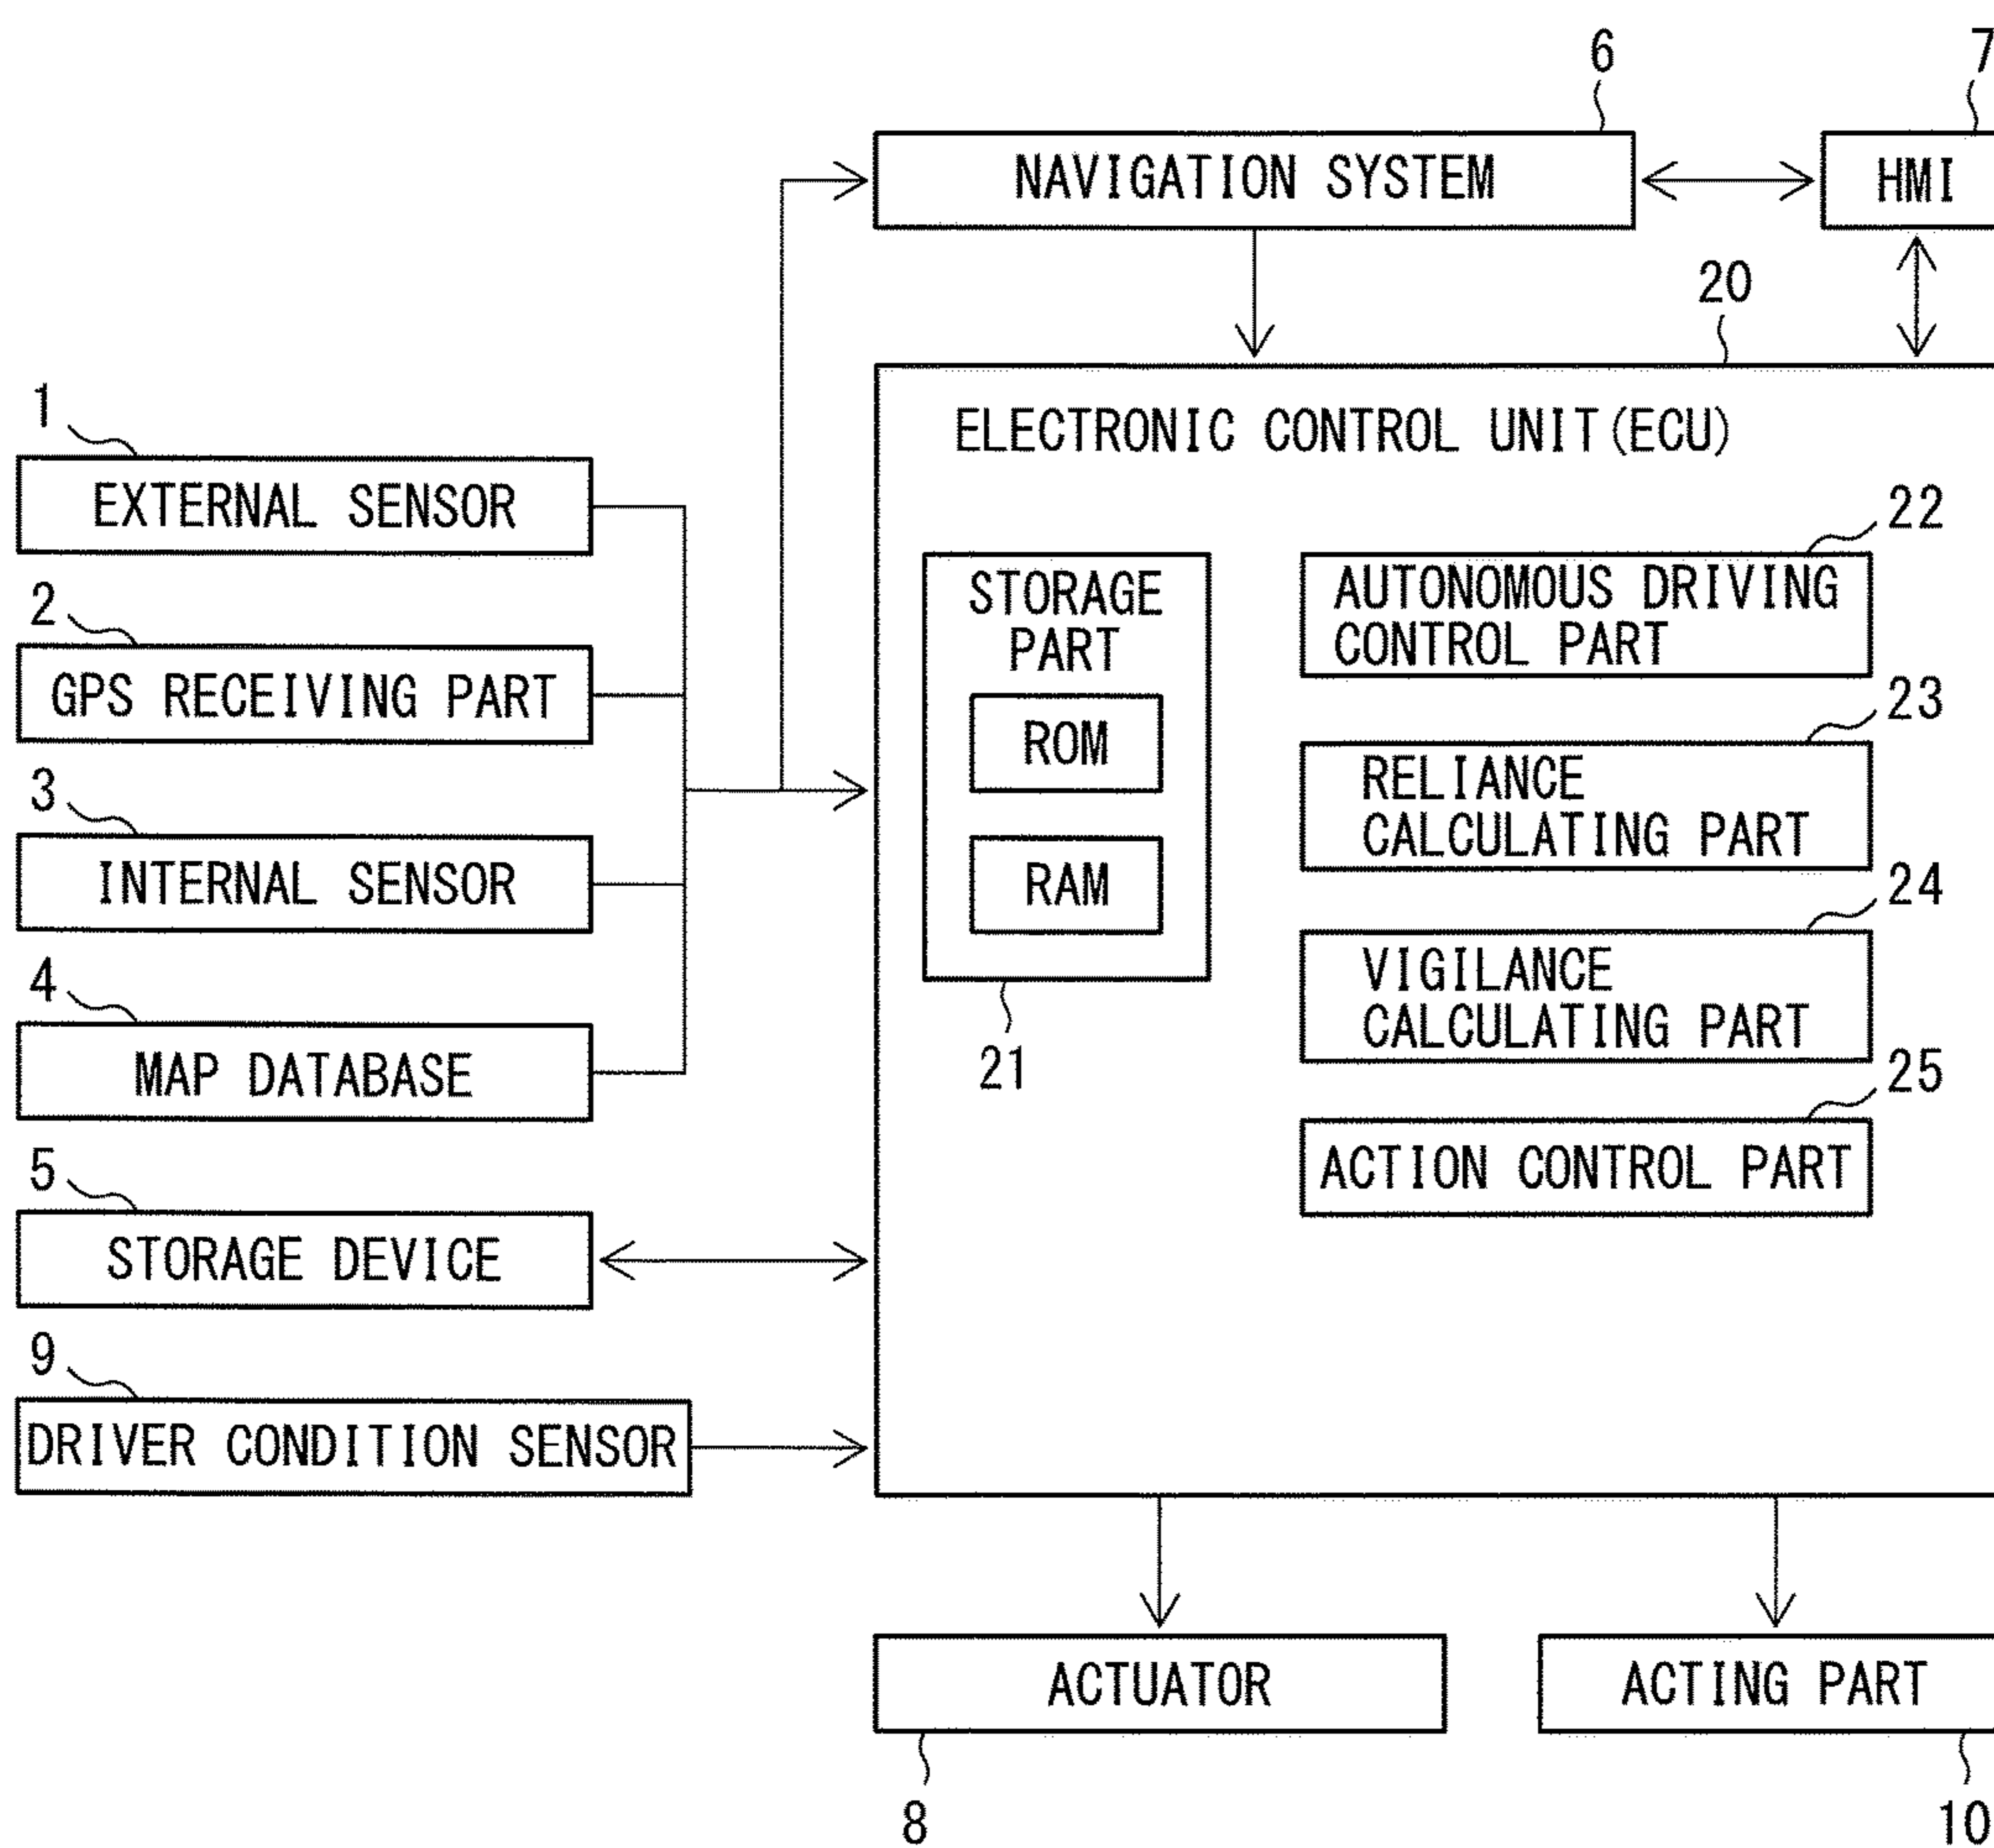 6
7
NAVIGATION SYSTEM
HMI
20
ELECTRONIC CONTROL UNIT(ECU)
1
EXTERNAL SENSOR
2
GPS RECEIVING PART
3
INTERNAL SENSOR
4
MAP DATABASE
5
STORAGE DEVICE
9
DRIVER CONDITION SENSOR
STORAGE
PART
ROM
RAM
21
22
AUTONOMOUS DRIVING
CONTROL PART
23
RELIANCE
CALCULATING PART
24
VIGILANCE
CALCULATING PART
25
ACTION CONTROL PART
ACTUATOR
8
ACTING PART
10